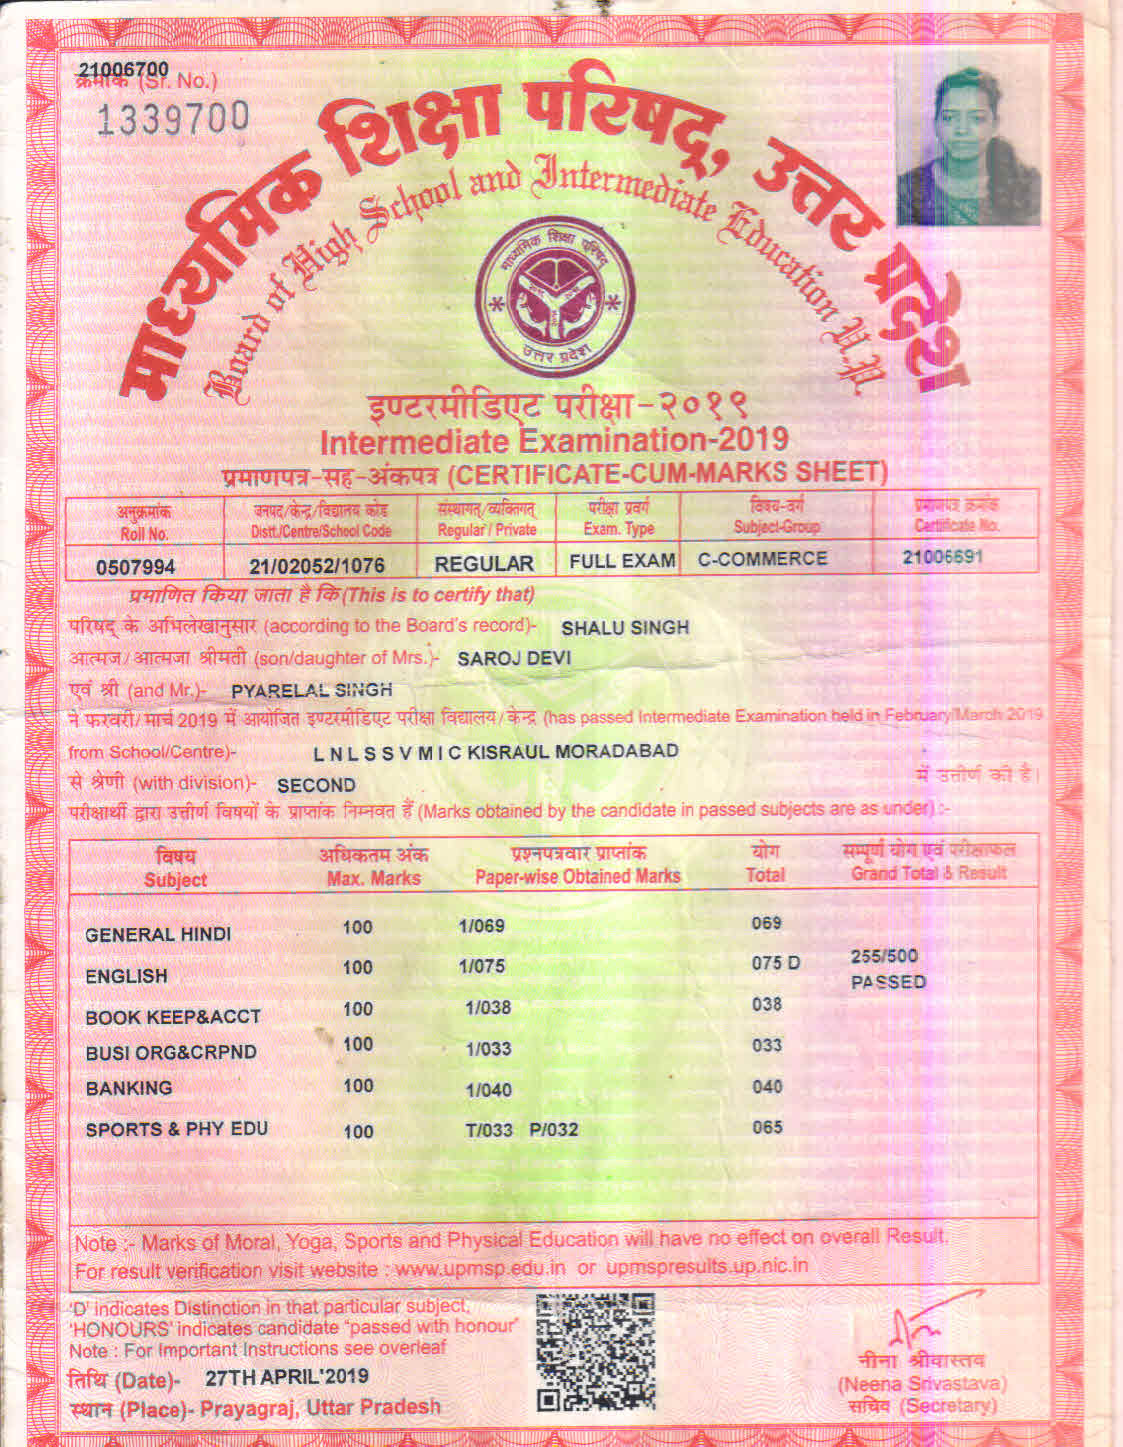 21006700
क्रमांक (Sr. No.)
1339700
माध्यमिक शिक्षा परिषद्, उत्तर प्रदेश
Board of High School and Intermediate Education U.P.
माध्यमिक शिक्षा परिषद्
उत्तर प्रदेश
इण्टरमीडिएट परीक्षा-२०१९
Intermediate Examination-2019
प्रमाणपत्र-सह-अंकपत्र (CERTIFICATE-CUM-MARKS SHEET)
अनुक्रमांक जनपद/केन्द्र/विद्यालय कोड संस्थागत्/व्यक्तिगत् परीक्षा प्रवर्ग विषय-वर्ग प्रमाणपत्र क्रमांक
Roll No. Distt./Centre/School Code Regular / Private Exam. Type Subject-Group Certificate No.
0507994 21/02052/1076 REGULAR FULL EXAM C-COMMERCE 21006691
प्रमाणित किया जाता है कि (This is to certify that)
परिषद् के अभिलेखानुसार (according to the Board's record)- SHALU SINGH
आत्मज/आत्मजा श्रीमती (son/daughter of Mrs.)- SAROJ DEVI
एवं श्री (and Mr.)- PYARELAL SINGH
ने फरवरी/मार्च 2019 में आयोजित इण्टरमीडिएट परीक्षा विद्यालय/केन्द्र (has passed Intermediate Examination held in February/March 2019
from School/Centre)- L N L S S V M I C KISRAUL MORADABAD
से श्रेणी (with division)- SECOND में उत्तीर्ण की है।
परीक्षार्थी द्वारा उत्तीर्ण विषयों के प्राप्तांक निम्नवत हैं (Marks obtained by the candidate in passed subjects are as under) :-
विषय अधिकतम अंक प्रश्नपत्रवार प्राप्तांक योग सम्पूर्ण योग एवं परीक्षाफल
Subject Max. Marks Paper-wise Obtained Marks Total Grand Total & Result
GENERAL HINDI 100 1/069 069
ENGLISH 100 1/075 075 D 255/500
PASSED
BOOK KEEP&ACCT 100 1/038 038
BUSI ORG&CRPND 100 1/033 033
BANKING 100 1/040 040
SPORTS & PHY EDU 100 T/033 P/032 065
Note :- Marks of Moral, Yoga, Sports and Physical Education will have no effect on overall Result.
For result verification visit website : www.upmsp.edu.in or upmspresults.up.nic.in
'D' indicates Distinction in that particular subject,
'HONOURS' indicates candidate "passed with honour"
Note : For Important Instructions see overleaf
तिथि (Date)- 27TH APRIL'2019
स्थान (Place)- Prayagraj, Uttar Pradesh
नीना श्रीवास्तव
(Neena Srivastava)
सचिव (Secretary)